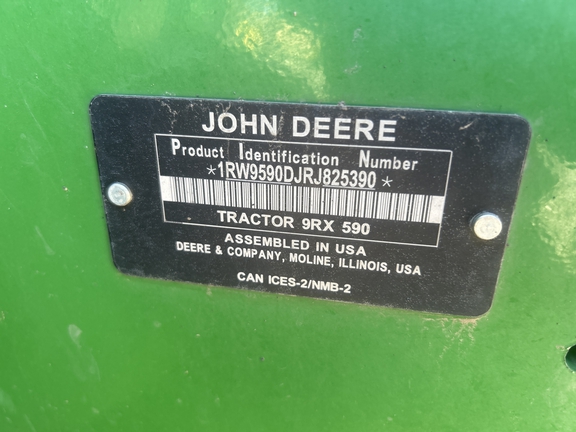 JOHN DEERE
Product Identification Number
*1RW9590DJRJ825390*
TRACTOR 9RX 590
ASSEMBLED IN USA
DEERE & COMPANY, MOLINE, ILLINOIS, USA
CAN ICES-2/NMB-2